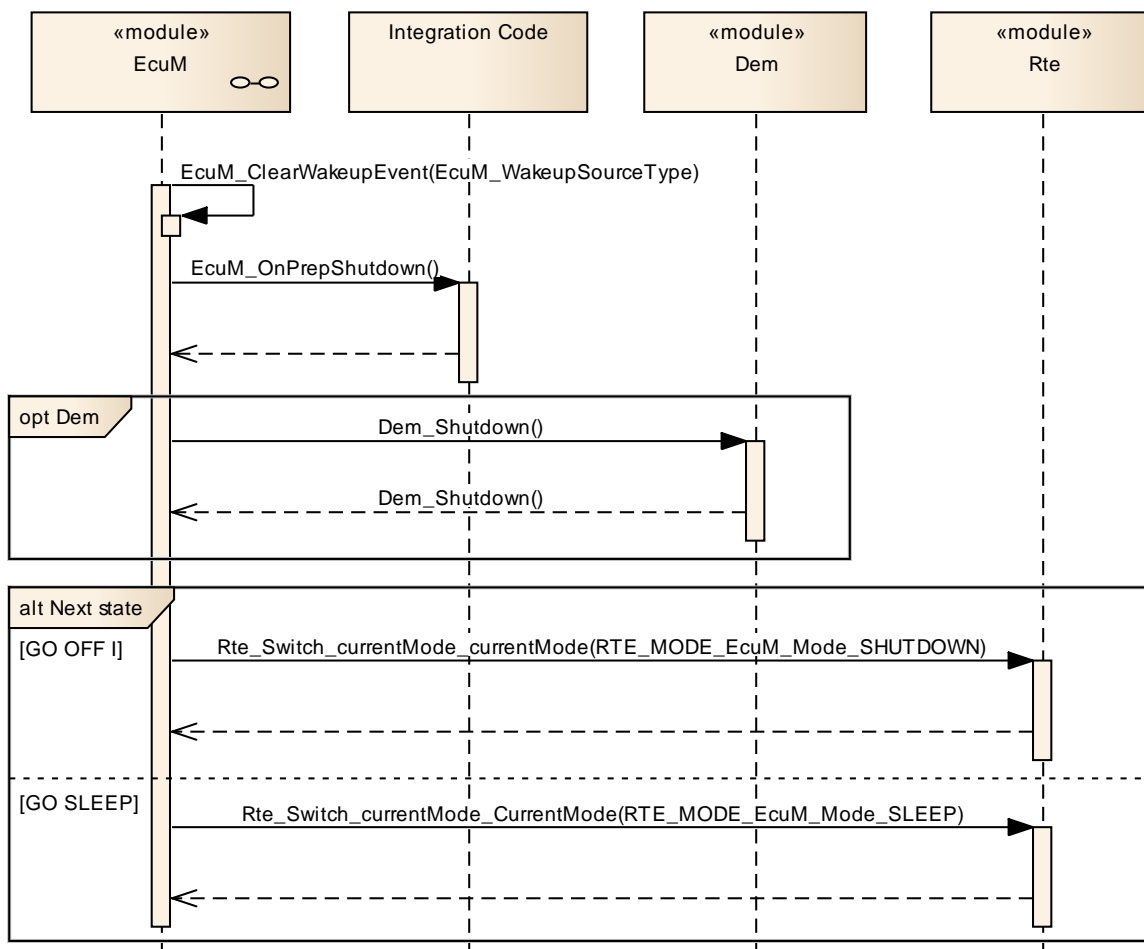 «module»
EcuM
Integration Code
«module»
Dem
«module»
Rte
EcuM_ClearWakeupEvent(EcuM_WakeupSourceType)
EcuM_OnPrepShutdown()
opt Dem
Dem_Shutdown()
Dem_Shutdown()
alt Next state
[GO OFF I]
Rte_Switch_currentMode_currentMode(RTE_MODE_EcuM_Mode_SHUTDOWN)
[GO SLEEP]
Rte_Switch_currentMode_CurrentMode(RTE_MODE_EcuM_Mode_SLEEP)